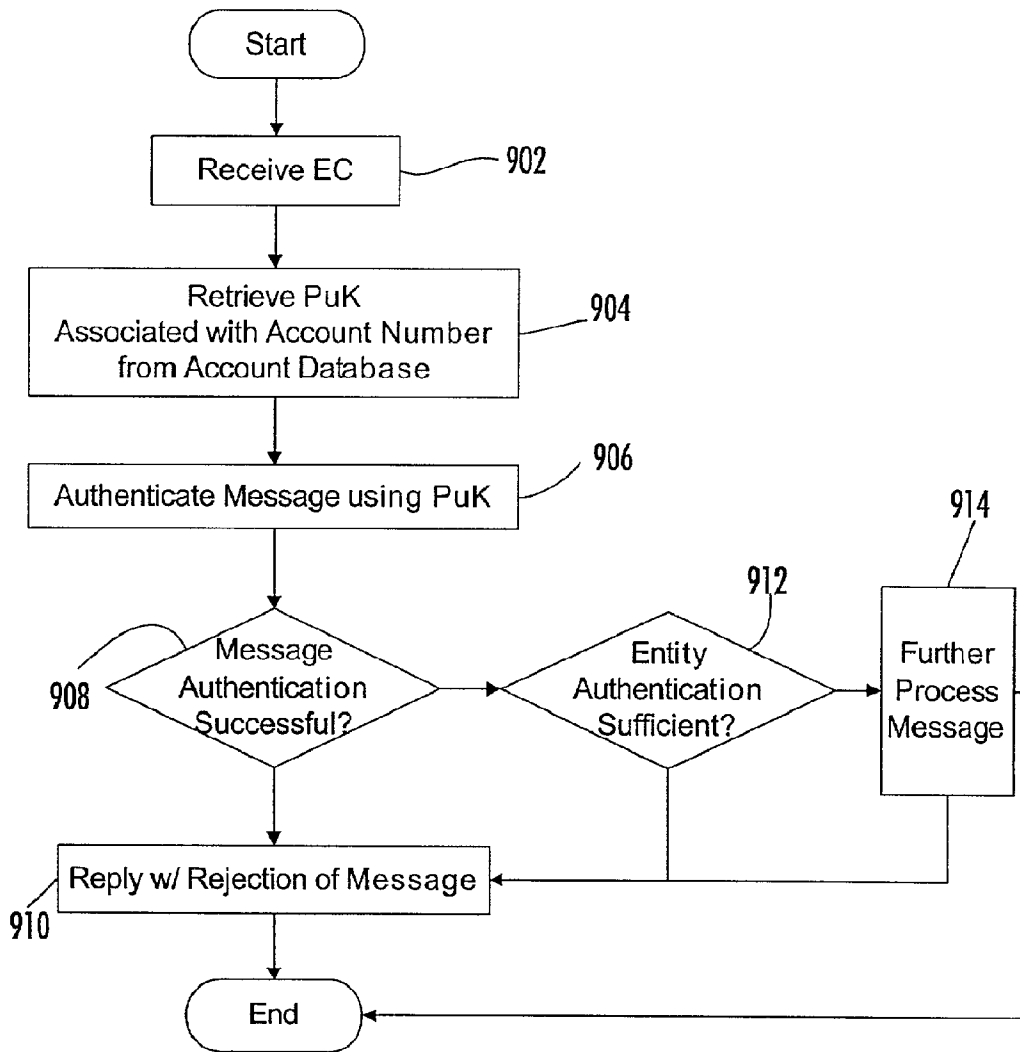 Start
Receive EC
902
Retrieve PuK
Associated with Account Number
from Account Database
904
Authenticate Message using PuK
906
Message
Authentication
Successful?
908
Entity
Authentication
Sufficient?
912
Further
Process
Message
914
Reply w/ Rejection of Message
910
End